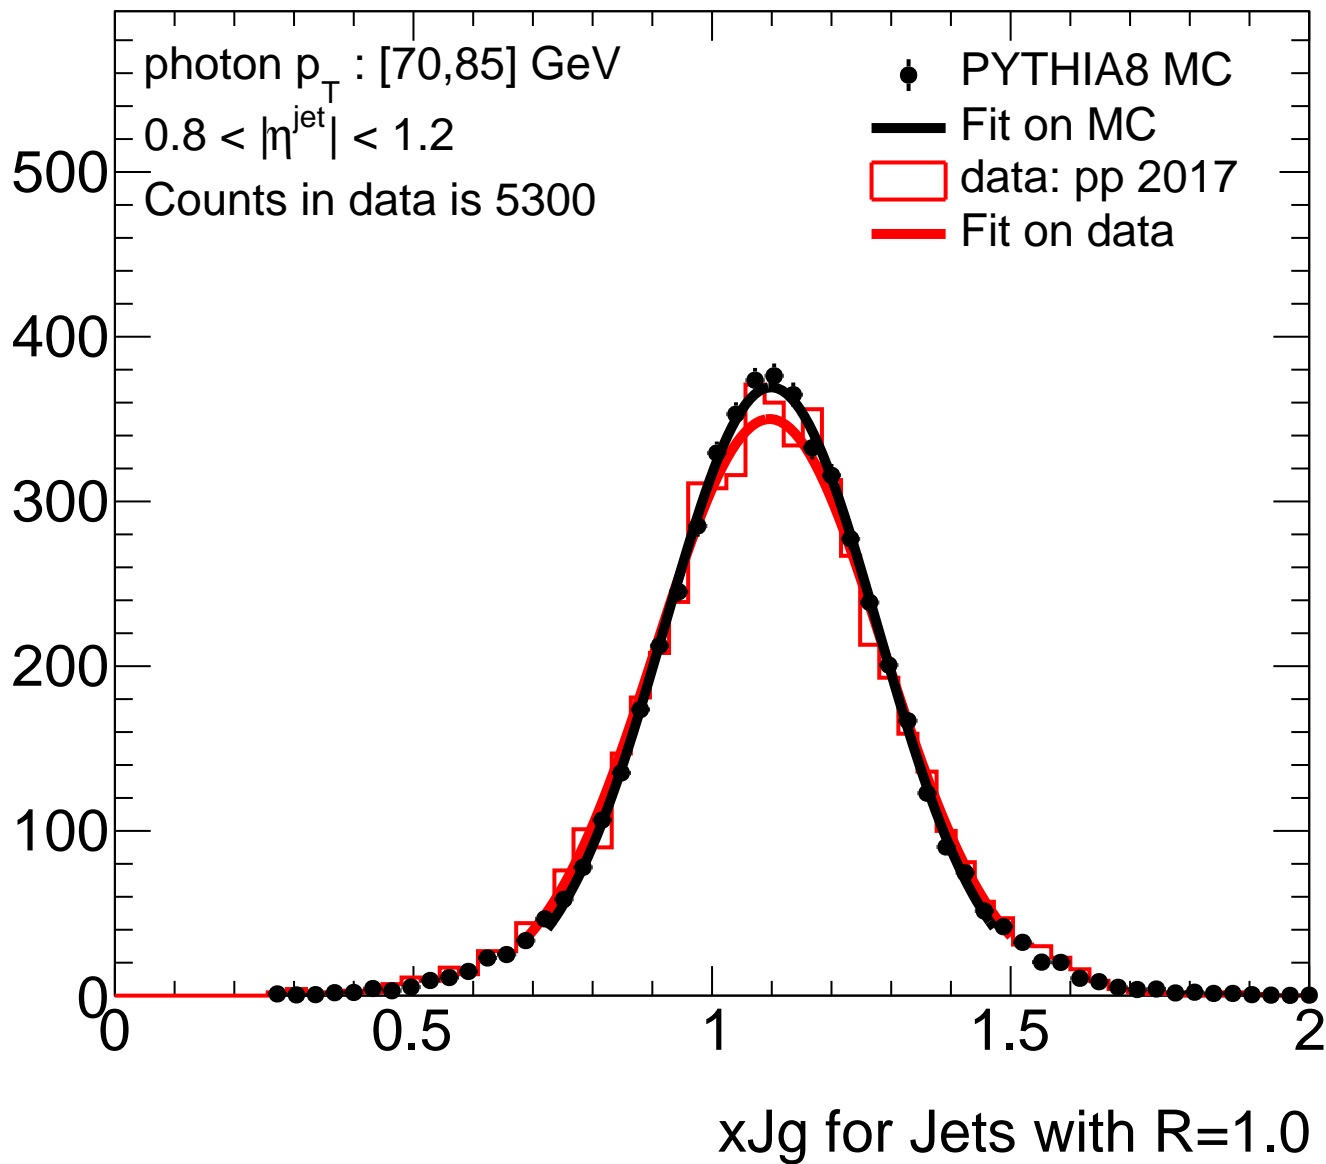 photon p_T : [70,85] GeV
0.8 < |η^jet| < 1.2
Counts in data is 5300
PYTHIA8 MC
Fit on MC
data: pp 2017
Fit on data
500
400
300
200
100
0
0 0.5 1 1.5 2
xJg for Jets with R=1.0